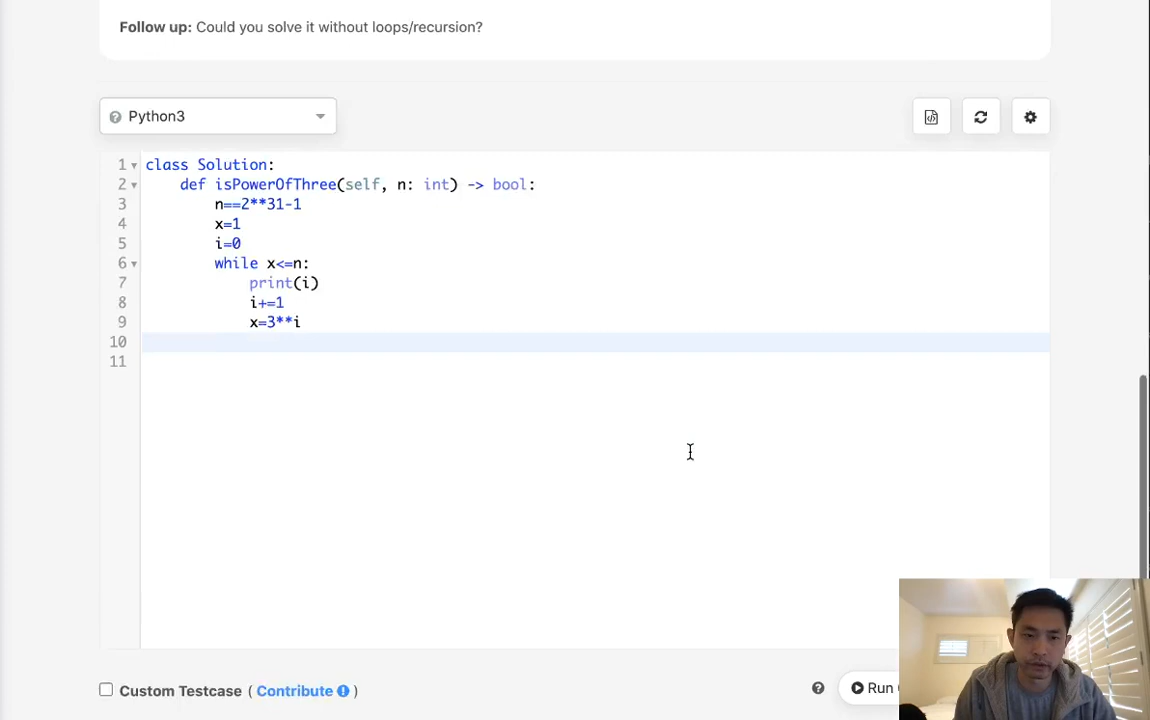 Follow up: Could you solve it without loops/recursion?
Python3
1 class Solution:
2 def isPowerOfThree(self, n: int) -> bool:
3 n==2**31-1
4 x=1
5 i=0
6 while x<=n:
7 print(i)
8 i+=1
9 x=3**i
10
11
Custom Testcase ( Contribute ) Run